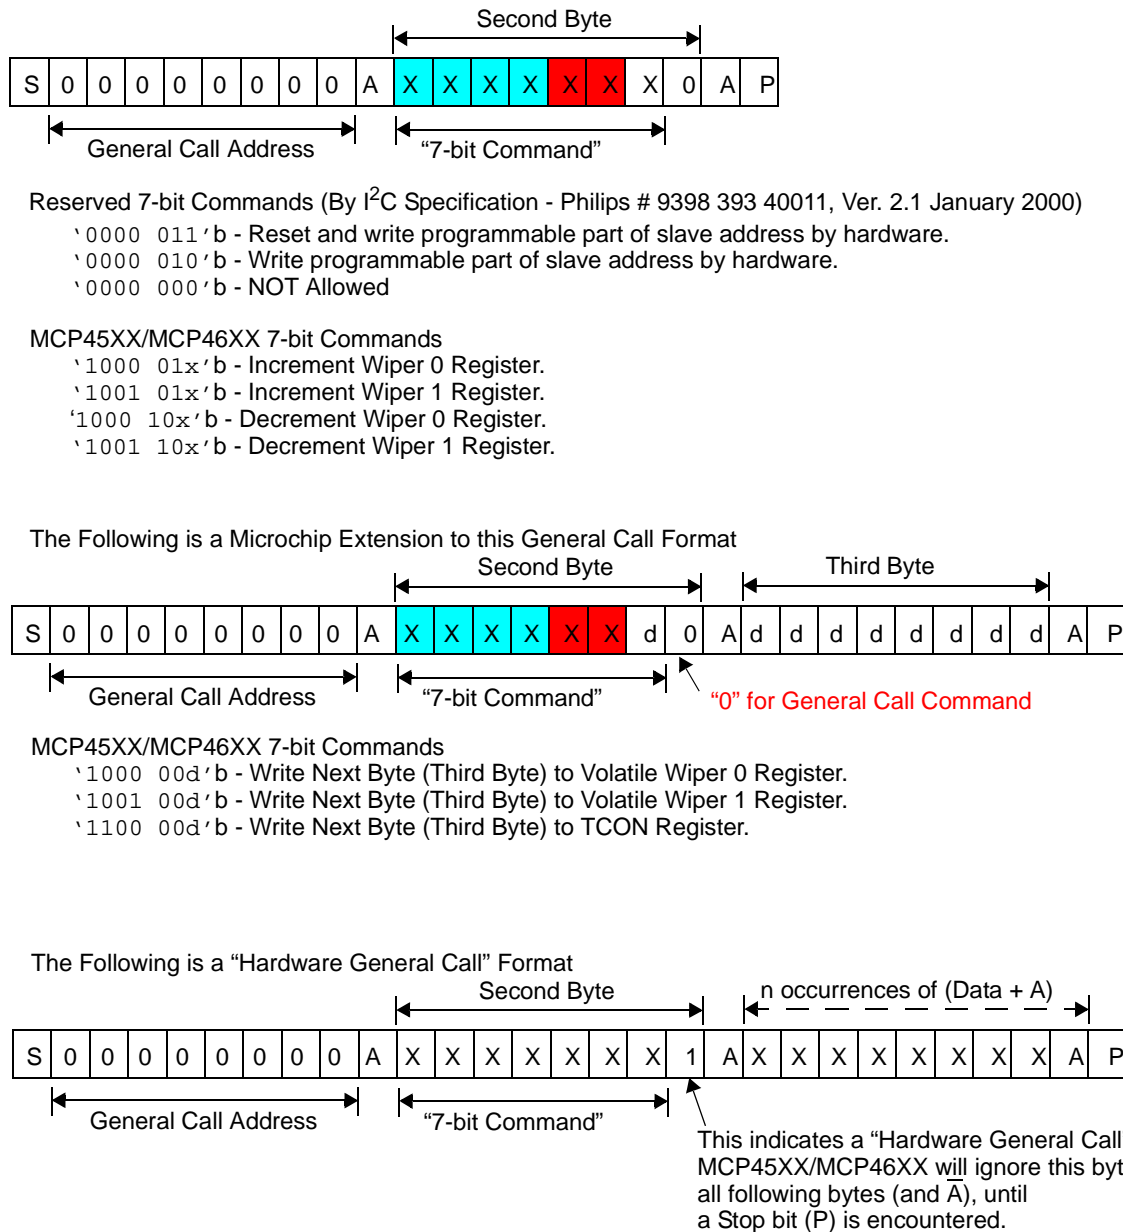 Second Byte
S 0 0 0 0 0 0 0 0 A X X X X X X X 0 A P
General Call Address “7-bit Command”
Reserved 7-bit Commands (By I2C Specification - Philips # 9398 393 40011, Ver. 2.1 January 2000)
‘0000 011’b - Reset and write programmable part of slave address by hardware.
‘0000 010’b - Write programmable part of slave address by hardware.
‘0000 000’b - NOT Allowed
MCP45XX/MCP46XX 7-bit Commands
‘1000 01x’b - Increment Wiper 0 Register.
‘1001 01x’b - Increment Wiper 1 Register.
‘1000 10x’b - Decrement Wiper 0 Register.
‘1001 10x’b - Decrement Wiper 1 Register.
The Following is a Microchip Extension to this General Call Format
Second Byte Third Byte
S 0 0 0 0 0 0 0 0 A X X X X X X d 0 A d d d d d d d d A P
General Call Address “7-bit Command” “0” for General Call Command
MCP45XX/MCP46XX 7-bit Commands
‘1000 00d’b - Write Next Byte (Third Byte) to Volatile Wiper 0 Register.
‘1001 00d’b - Write Next Byte (Third Byte) to Volatile Wiper 1 Register.
‘1100 00d’b - Write Next Byte (Third Byte) to TCON Register.
The Following is a “Hardware General Call” Format
Second Byte n occurrences of (Data + A)
S 0 0 0 0 0 0 0 0 A X X X X X X X 1 A X X X X X X X X A P
General Call Address “7-bit Command”
This indicates a “Hardware General Call
MCP45XX/MCP46XX will ignore this byt
all following bytes (and A̅), until
a Stop bit (P) is encountered.